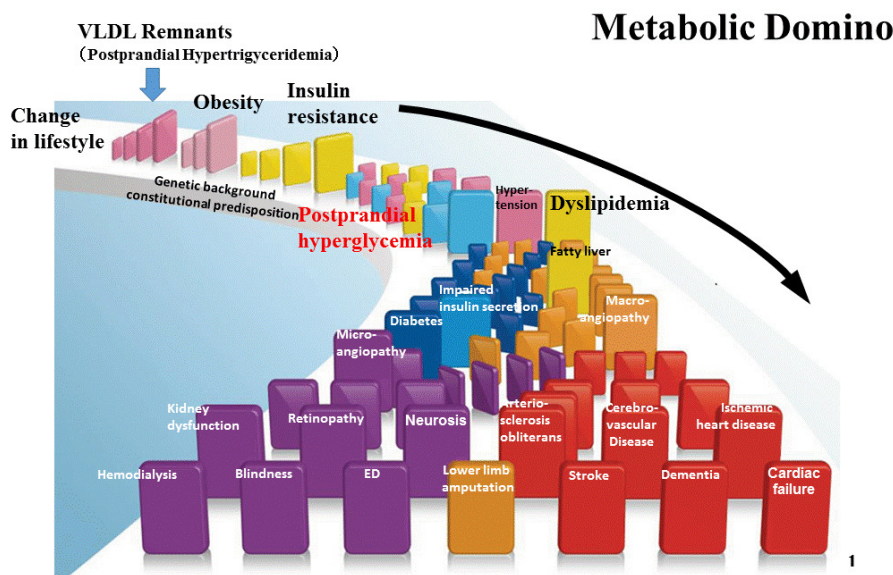 Metabolic Domino
VLDL Remnants
（Postprandial Hypertrigyceridemia）
Change
in lifestyle
Obesity
Insulin
resistance
Genetic background
constitutional predisposition
Postprandial
hyperglycemia
Hyper-
tension
Dyslipidemia
Fatty liver
Impaired
insulin secretion
Diabetes
Macro-
angiopathy
Micro-
angiopathy
Kidney
dysfunction
Retinopathy
Neurosis
Arterio-
sclerosis
obliterans
Cerebro-
vascular
Disease
Ischemic
heart disease
Hemodialysis
Blindness
ED
Lower limb
amputation
Stroke
Dementia
Cardiac
failure
1